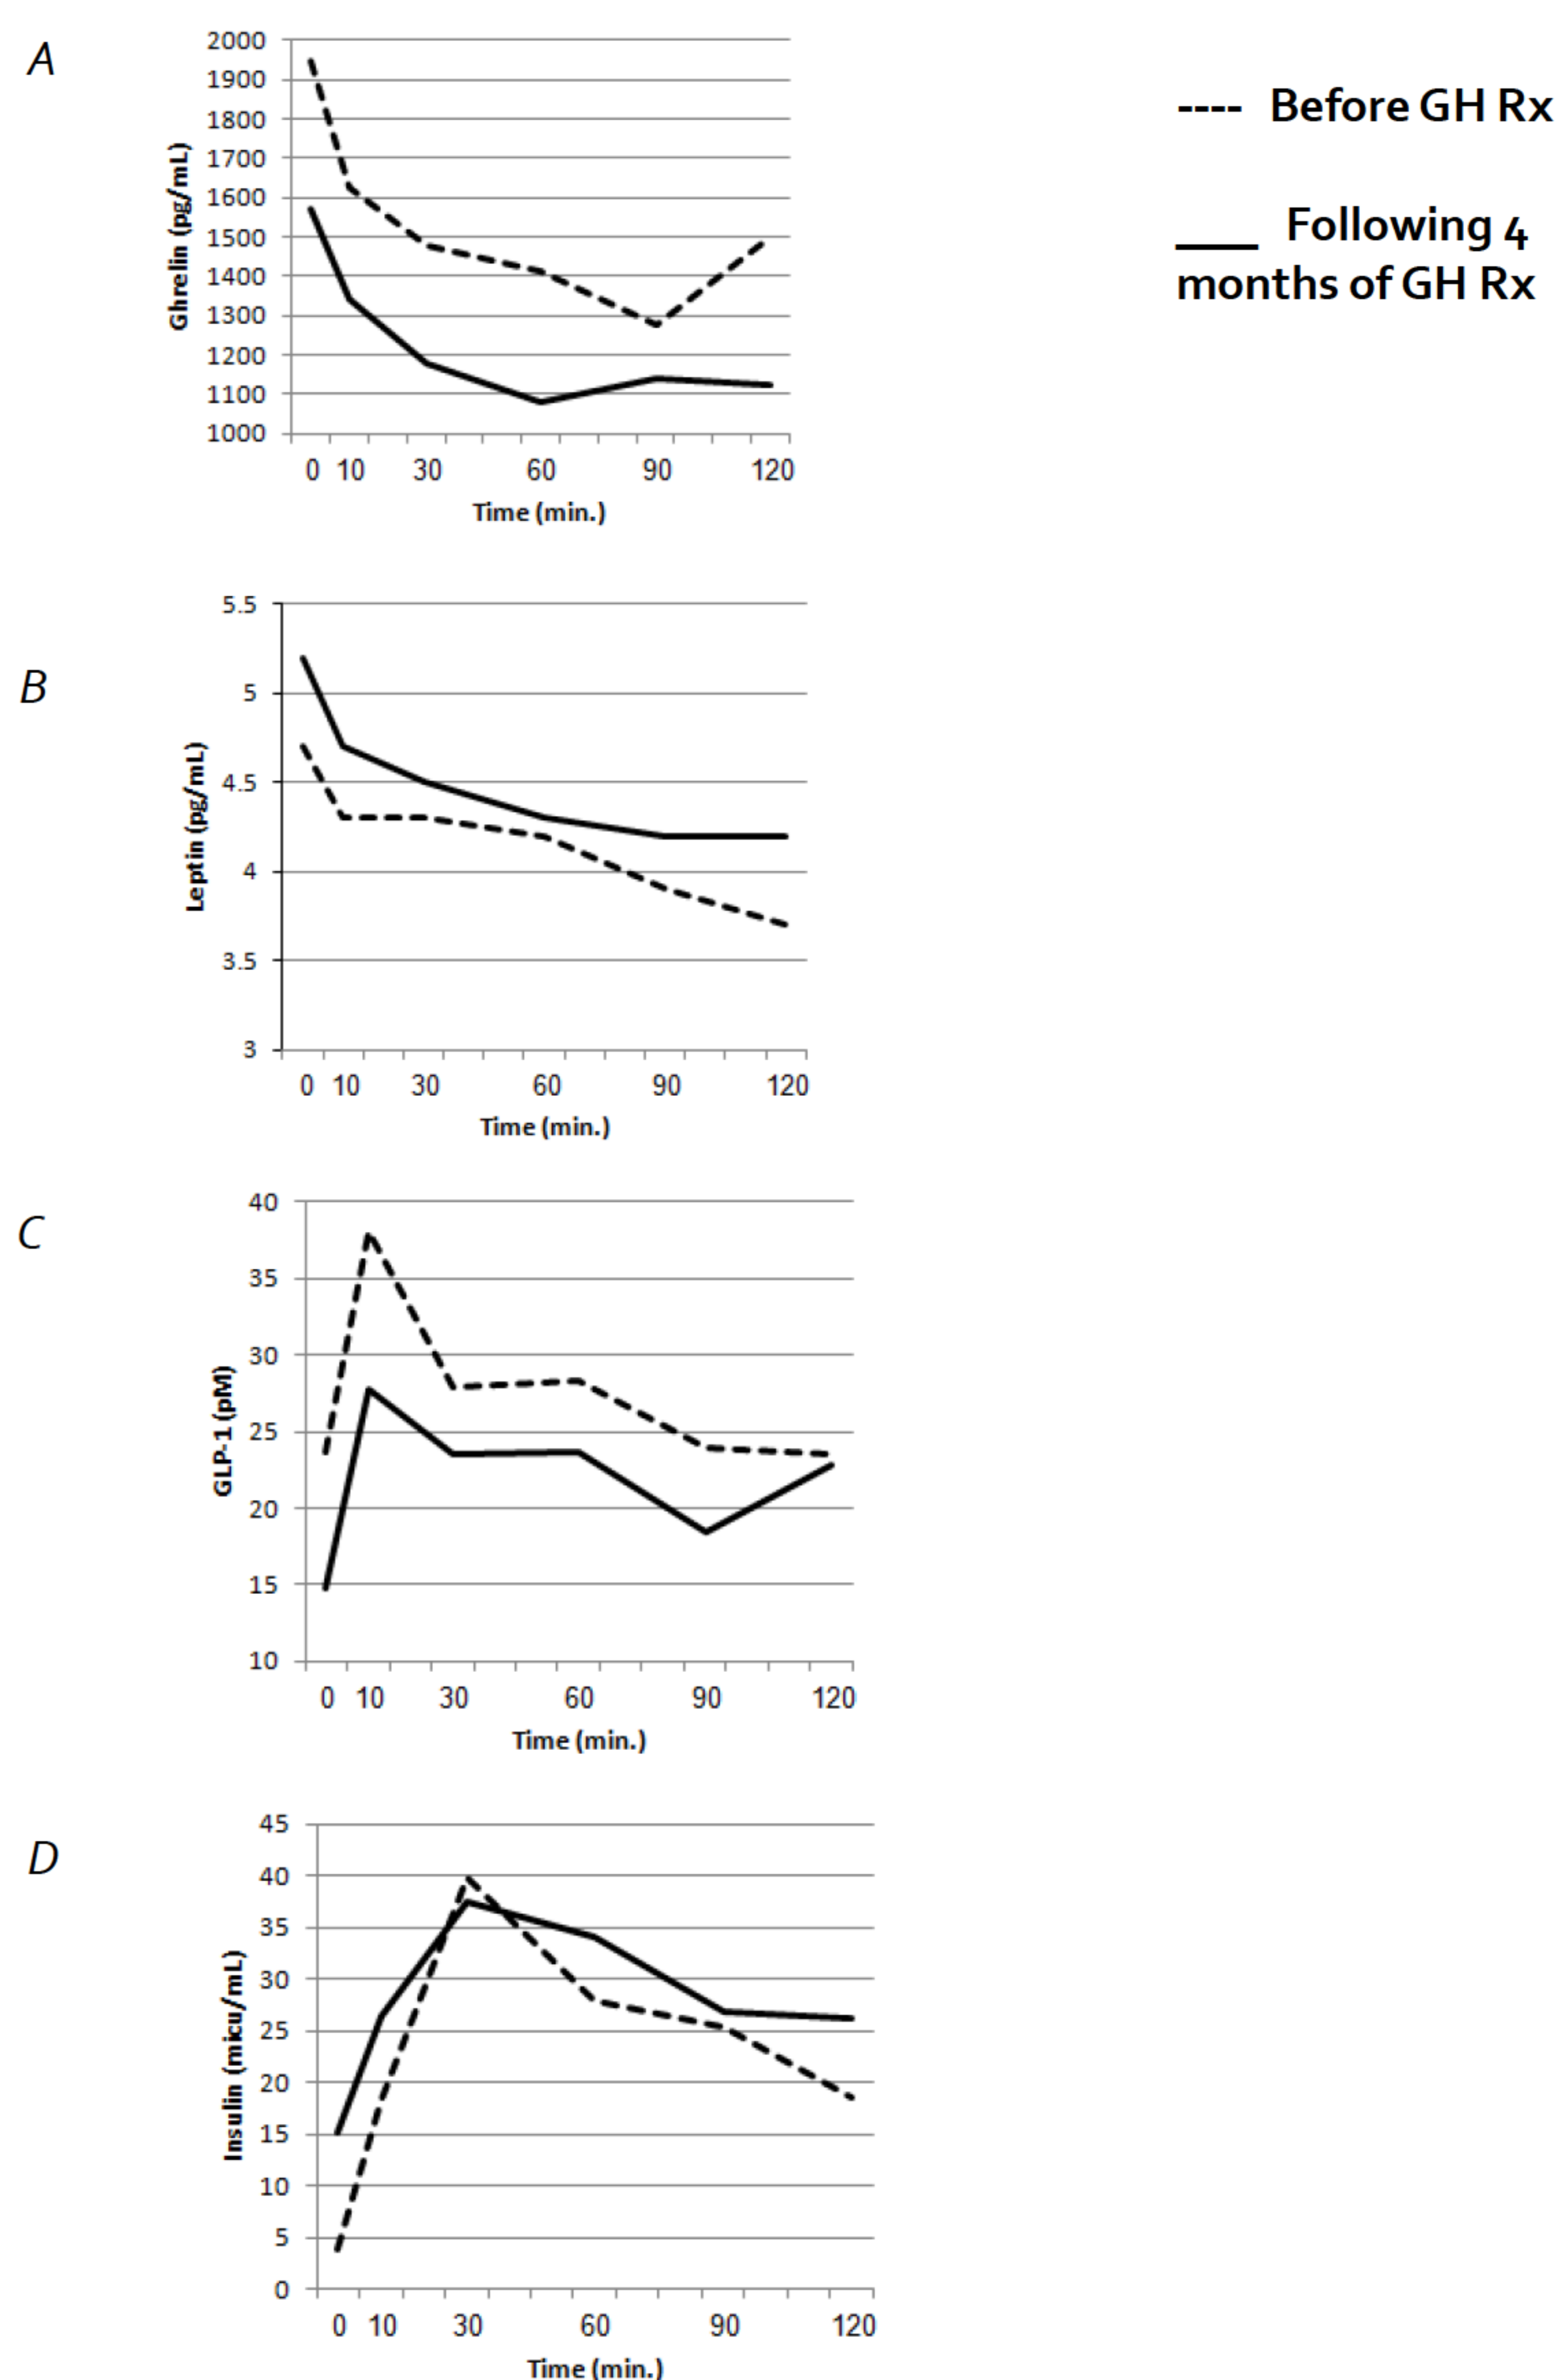 A
2000
1900
1800
1700
1600
1500
1400
1300
1200
1100
1000
Ghrelin (pg/mL)
0 10 30 60 90 120
Time (min.)
---- Before GH Rx
____ Following 4
months of GH Rx
B
5.5
5
4.5
4
3.5
3
Leptin (pg/mL)
0 10 30 60 90 120
Time (min.)
C
40
35
30
25
20
15
10
GLP-1 (pM)
0 10 30 60 90 120
Time (min.)
D
45
40
35
30
25
20
15
10
5
0
Insulin (micu/mL)
0 10 30 60 90 120
Time (min.)